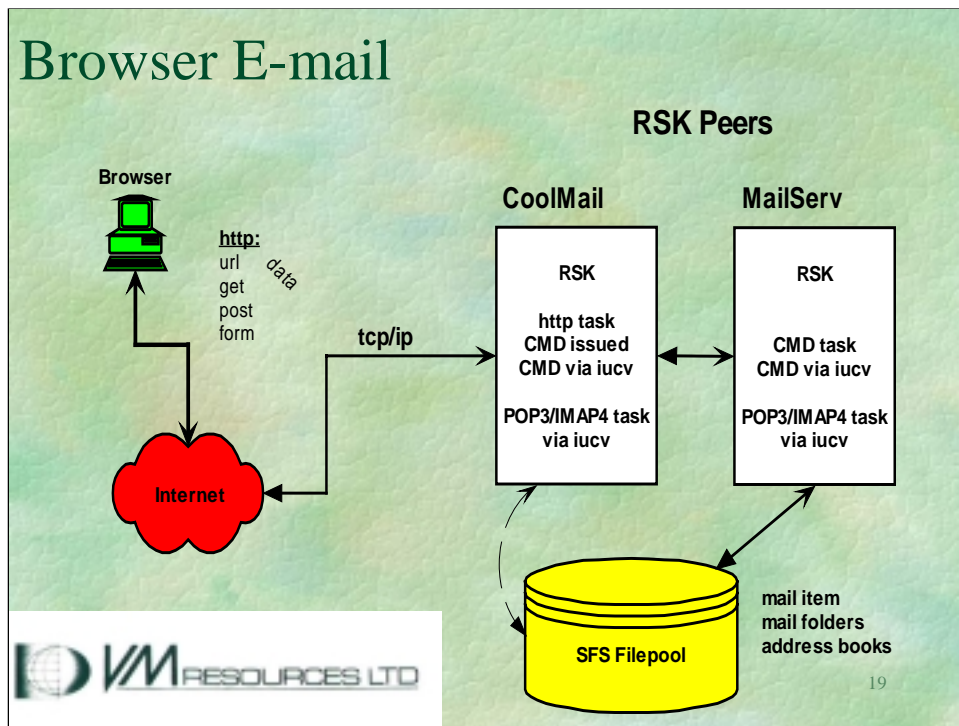 Browser E-mail
RSK Peers
Browser
http:
url
get
post
form
data
tcp/ip
Internet
CoolMail
RSK
http task
CMD issued
CMD via iucv
POP3/IMAP4 task
via iucv
MailServ
RSK
CMD task
CMD via iucv
POP3/IMAP4 task
via iucv
SFS Filepool
mail item
mail folders
address books
VM RESOURCES LTD
19